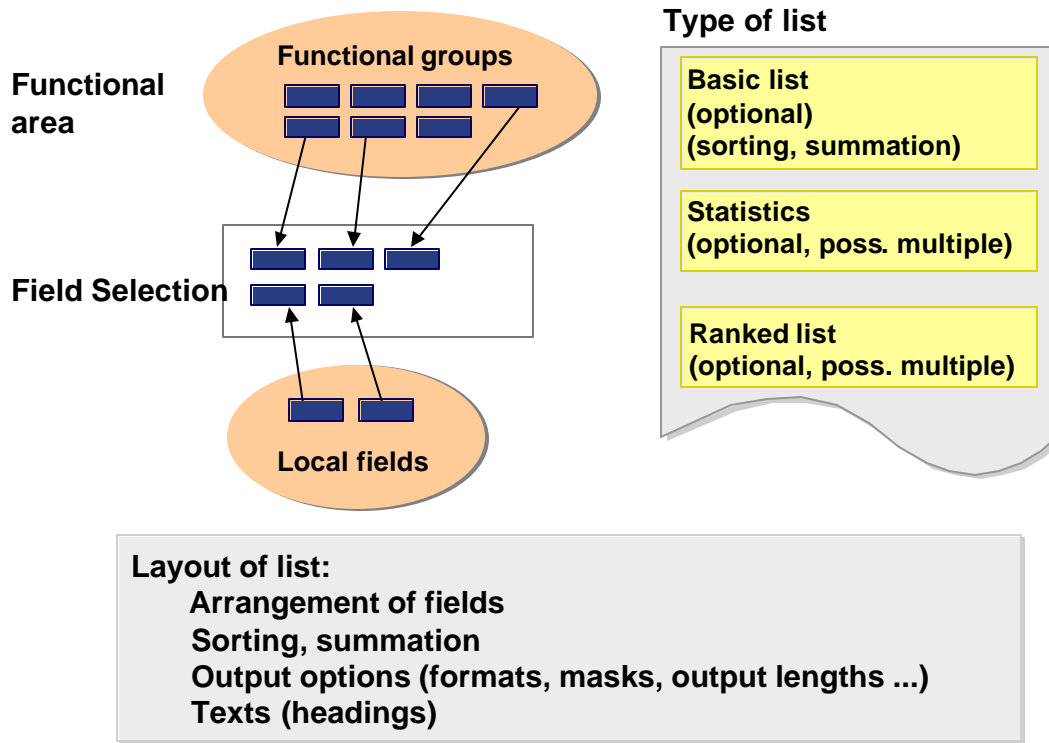 Type of list
Functional groups
Functional
area
Basic list
(optional)
(sorting, summation)
Statistics
(optional, poss. multiple)
Field Selection
Ranked list
(optional, poss. multiple)
Local fields
Layout of list:
Arrangement of fields
Sorting, summation
Output options (formats, masks, output lengths ...)
Texts (headings)